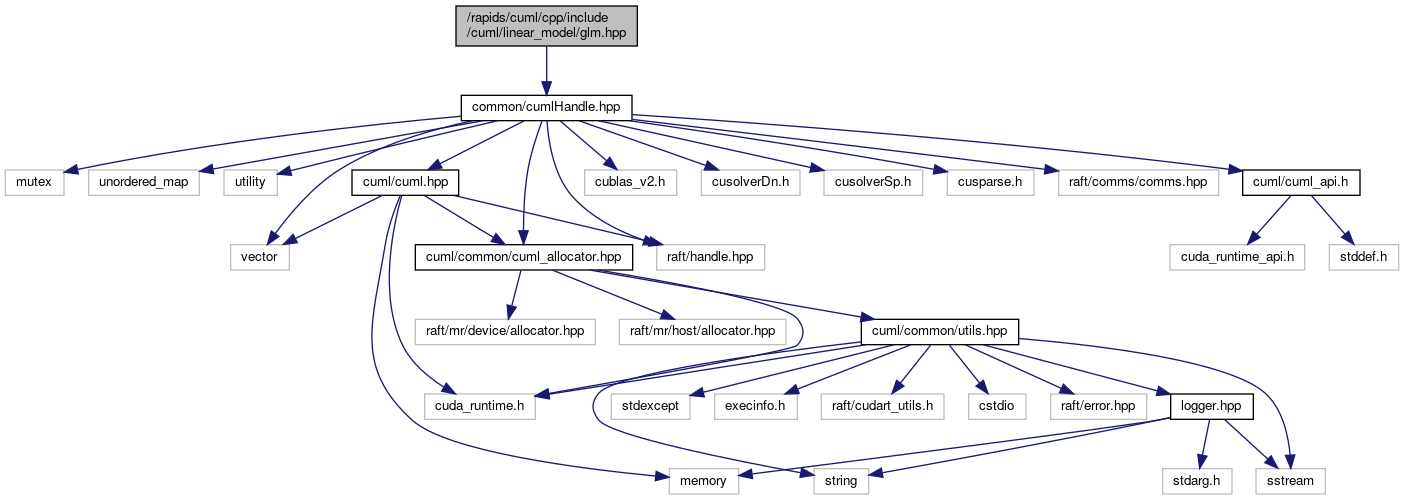 /rapids/cuml/cpp/include
/cuml/linear_model/glm.hpp
common/cumlHandle.hpp
mutex
unordered_map
utility
cuml/cuml.hpp
cublas_v2.h
cusolverDn.h
cusolverSp.h
cusparse.h
raft/comms/comms.hpp
cuml/cuml_api.h
vector
cuml/common/cuml_allocator.hpp
raft/handle.hpp
cuda_runtime_api.h
stddef.h
raft/mr/device/allocator.hpp
raft/mr/host/allocator.hpp
cuml/common/utils.hpp
cuda_runtime.h
stdexcept
execinfo.h
raft/cudart_utils.h
cstdio
raft/error.hpp
logger.hpp
memory
string
stdarg.h
sstream